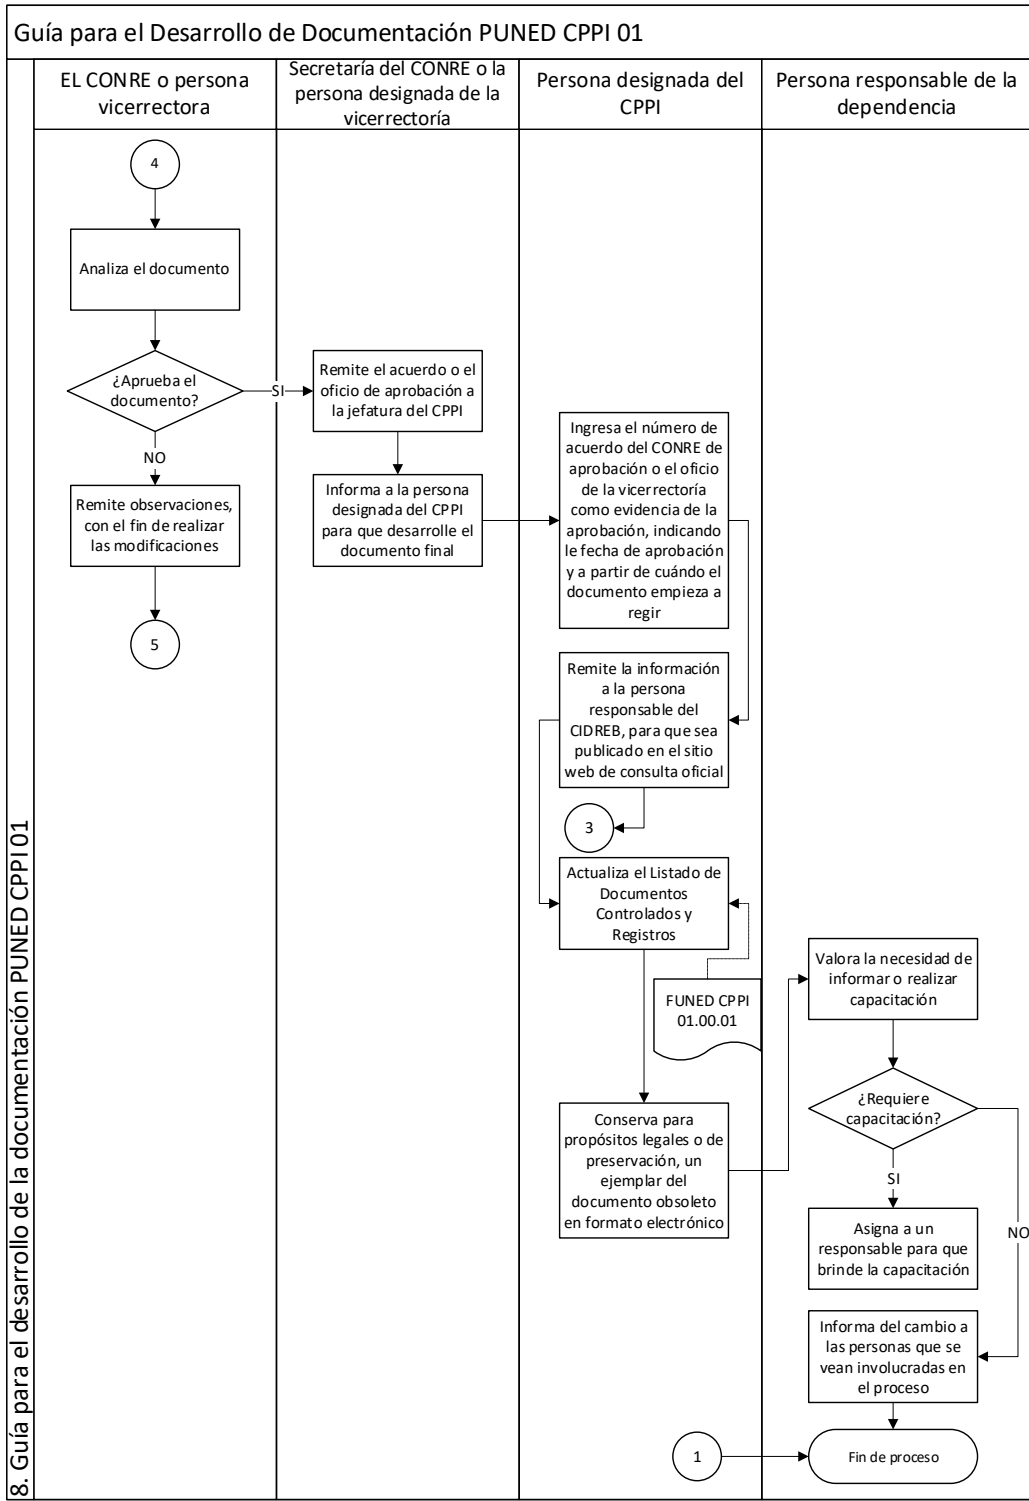 Guía para el Desarrollo de Documentación PUNED CPPI 01
8. Guía para el desarrollo de la documentación PUNED CPPI 01
EL CONRE o persona
vicerrectora
Secretaría del CONRE o la
persona designada de la
vicerrectoría
Persona designada del
CPPI
Persona responsable de la
dependencia
4
Analiza el documento
¿Aprueba el
documento?
SI
NO
Remite observaciones,
con el fin de realizar
las modificaciones
5
Remite el acuerdo o el
oficio de aprobación a
la jefatura del CPPI
Informa a la persona
designada del CPPI
para que desarrolle el
documento final
Ingresa el número de
acuerdo del CONRE de
aprobación o el oficio
de la vicerrectoría
como evidencia de la
aprobación, indicando
le fecha de aprobación
y a partir de cuándo el
documento empieza a
regir
Remite la información
a la persona
responsable del
CIDREB, para que sea
publicado en el sitio
web de consulta oficial
3
Actualiza el Listado de
Documentos
Controlados y
Registros
FUNED CPPI
01.00.01
Conserva para
propósitos legales o de
preservación, un
ejemplar del
documento obsoleto
en formato electrónico
Valora la necesidad de
informar o realizar
capacitación
¿Requiere
capacitación?
SI
NO
Asigna a un
responsable para que
brinde la capacitación
Informa del cambio a
las personas que se
vean involucradas en
el proceso
1
Fin de proceso